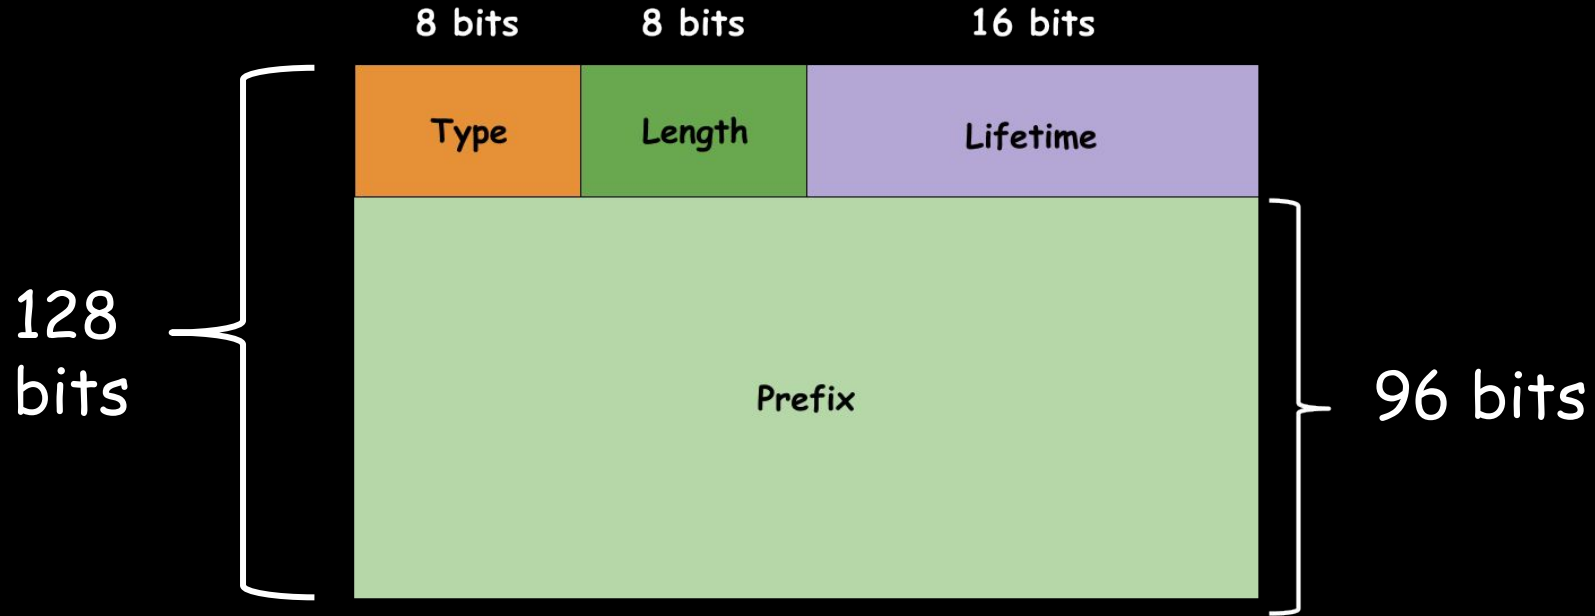 8 bits
8 bits
16 bits
Type
Length
Lifetime
128
bits
Prefix
96 bits